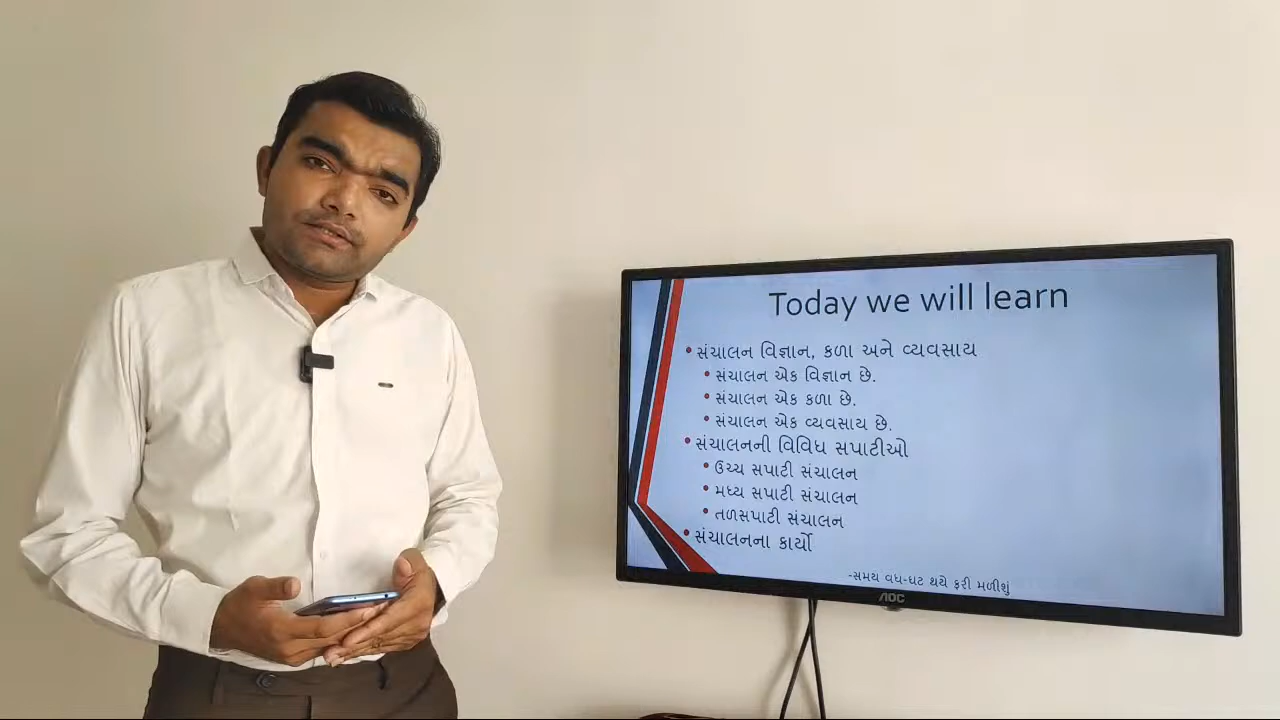 Today we will learn
સંચાલન વિજ્ઞાન, કળા અને વ્યવસાય
સંચાલન એક વિજ્ઞાન છે.
સંચાલન એક કળા છે.
સંચાલન એક વ્યવસાય છે.
સંચાલનની વિવિધ સપાટીઓ
ઉચ્ચ સપાટી સંચાલન
મધ્ય સપાટી સંચાલન
તળસપાટી સંચાલન
સંચાલનના કાર્યો
-સમય વધ-ઘટ થયે ફરી મળીશું
AOC